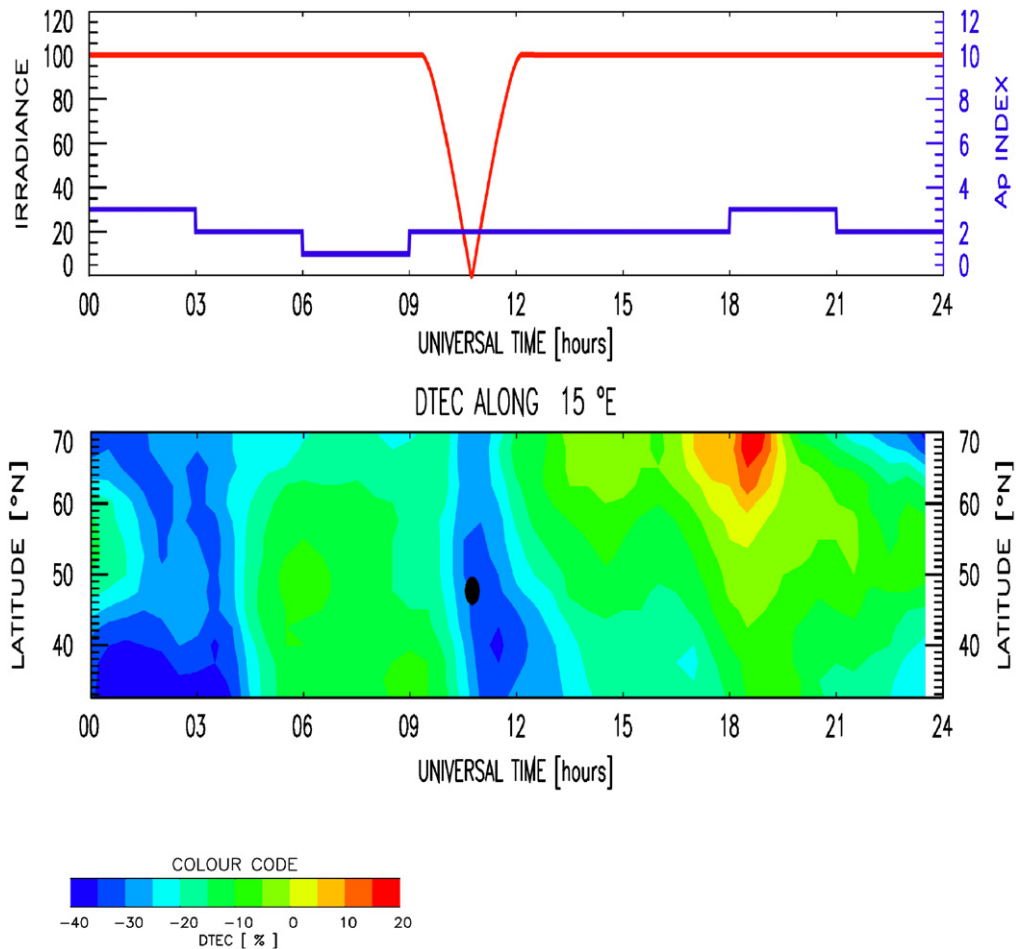 120 12
100 10
80 8
60 6
40 4
20 2
0 0
IRRADIANCE
Ap INDEX
00 03 06 09 12 15 18 21 24
UNIVERSAL TIME [hours]
DTEC ALONG 15 °E
70 70
60 60
50 50
40 40
LATITUDE [°N]
LATITUDE [°N]
00 03 06 09 12 15 18 21 24
UNIVERSAL TIME [hours]
COLOUR CODE
-40 -30 -20 -10 0 10 20
DTEC [ % ]